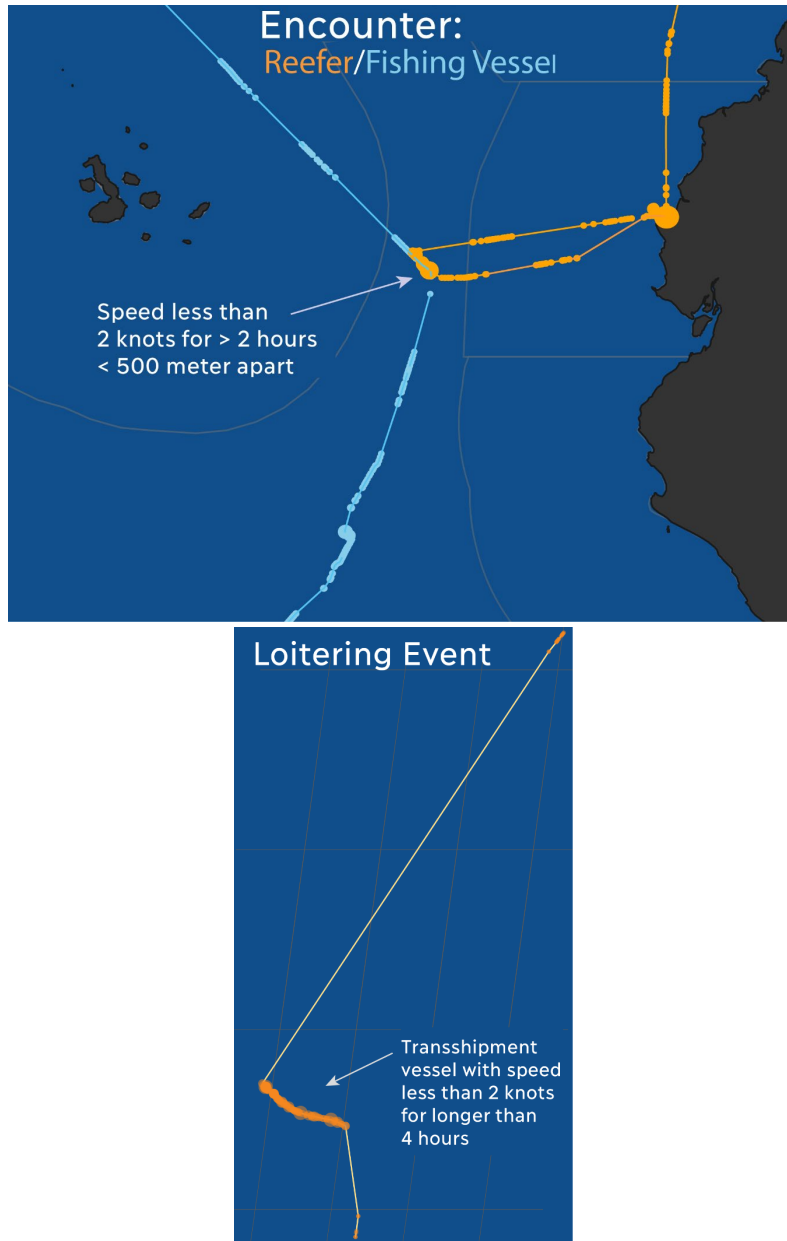 Encounter:
Reefer/Fishing Vessel
Speed less than
2 knots for > 2 hours
< 500 meter apart
Loitering Event
Transshipment
vessel with speed
less than 2 knots
for longer than
4 hours